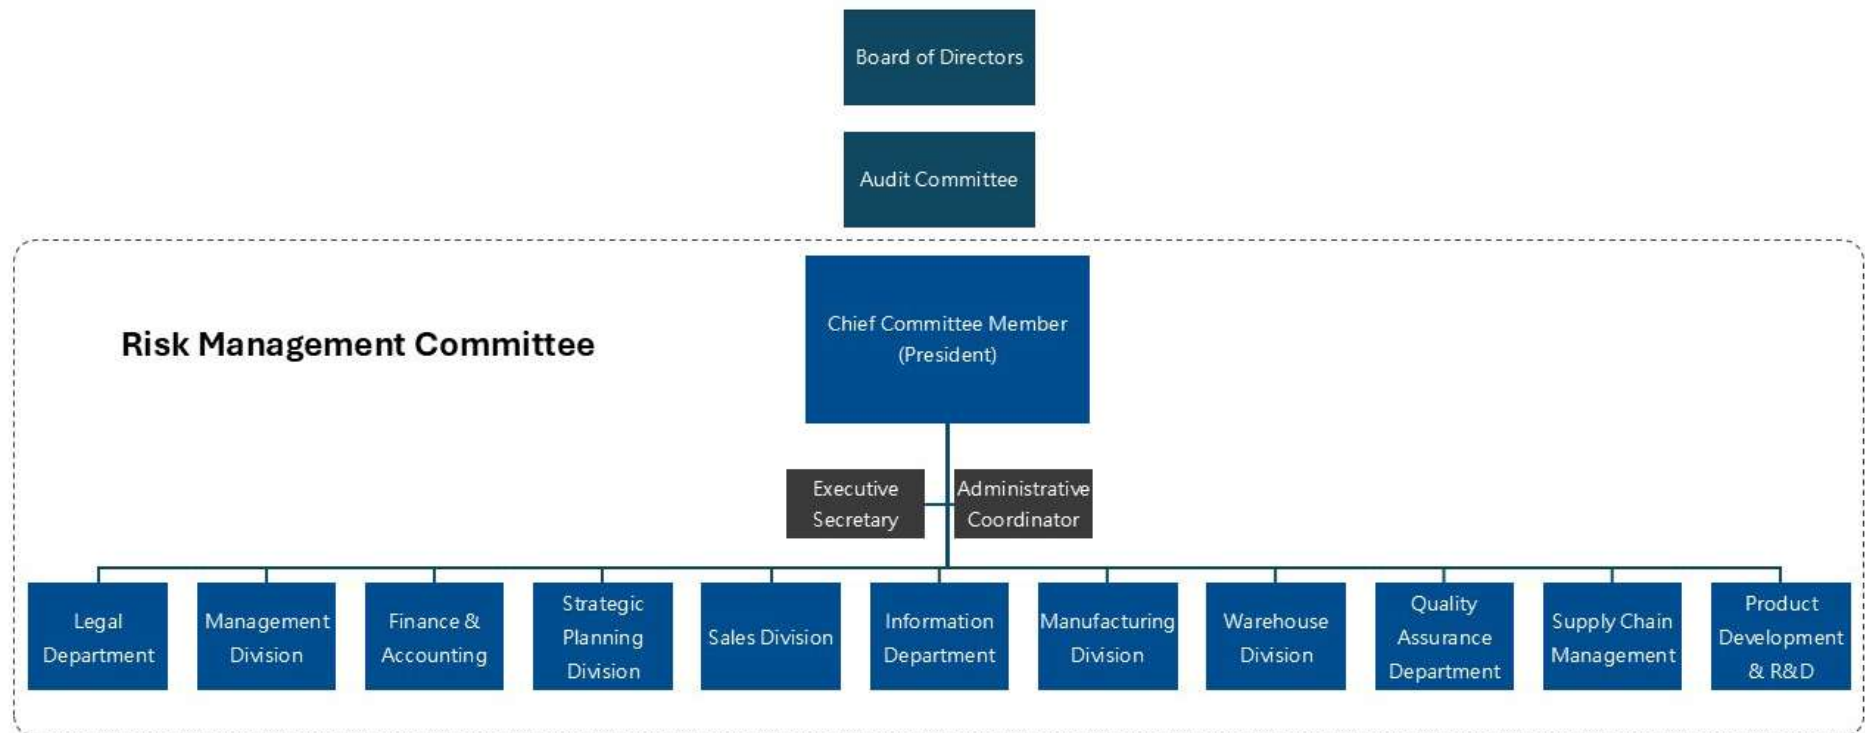 Board of Directors
Audit Committee
Risk Management Committee
Chief Committee Member
(President)
Executive
Secretary
Administrative
Coordinator
Legal
Department
Management
Division
Finance &
Accounting
Strategic
Planning
Division
Sales Division
Information
Department
Manufacturing
Division
Warehouse
Division
Quality
Assurance
Department
Supply Chain
Management
Product
Development
& R&D